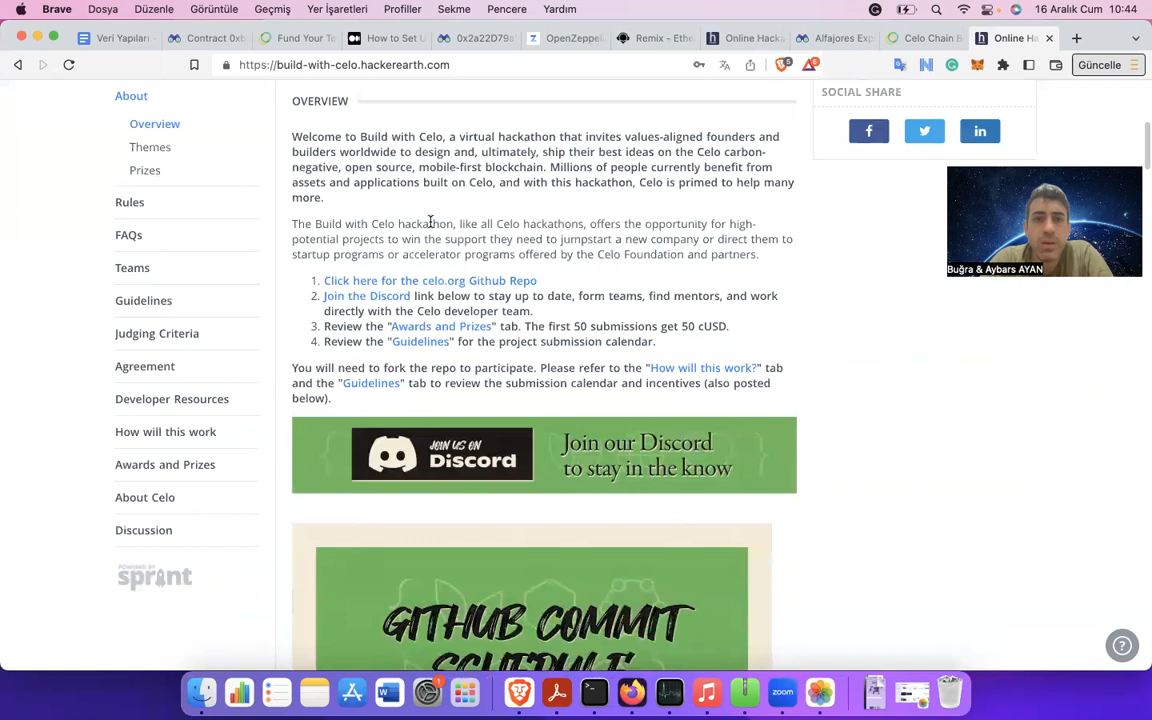 Brave Dosya Düzenle Görüntüle Geçmiş Yer İşaretleri Profiller Sekme Pencere Yardım 16 Aralık Cum 10:44
Veri Yapıları Contract 0xb Fund Your Te How to Set U 0x2a22D79a OpenZeppel Remix - Ethe Online Hacka Alfajores Exp Celo Chain B Online Ha
https://build-with-celo.hackerearth.com
5
6
Güncelle
About
Overview
Themes
Prizes
Rules
FAQs
Teams
Guidelines
Judging Criteria
Agreement
Developer Resources
How will this work
Awards and Prizes
About Celo
Discussion
POWERED BY
sprint
OVERVIEW
Welcome to Build with Celo, a virtual hackathon that invites values-aligned founders and
builders worldwide to design and, ultimately, ship their best ideas on the Celo carbon-
negative, open source, mobile-first blockchain. Millions of people currently benefit from
assets and applications built on Celo, and with this hackathon, Celo is primed to help many
more.
The Build with Celo hackathon, like all Celo hackathons, offers the opportunity for high-
potential projects to win the support they need to jumpstart a new company or direct them to
startup programs or accelerator programs offered by the Celo Foundation and partners.
1. Click here for the celo.org Github Repo
2. Join the Discord link below to stay up to date, form teams, find mentors, and work
directly with the Celo developer team.
3. Review the "Awards and Prizes" tab. The first 50 submissions get 50 cUSD.
4. Review the "Guidelines" for the project submission calendar.
You will need to fork the repo to participate. Please refer to the "How will this work?" tab
and the "Guidelines" tab to review the submission calendar and incentives (also posted
below).
JOIN US ON
Discord
Join our Discord
to stay in the know
GITHUB COMMIT
SCHEDULE
SOCIAL SHARE
Buğra & Aybars AYAN
1
zoom